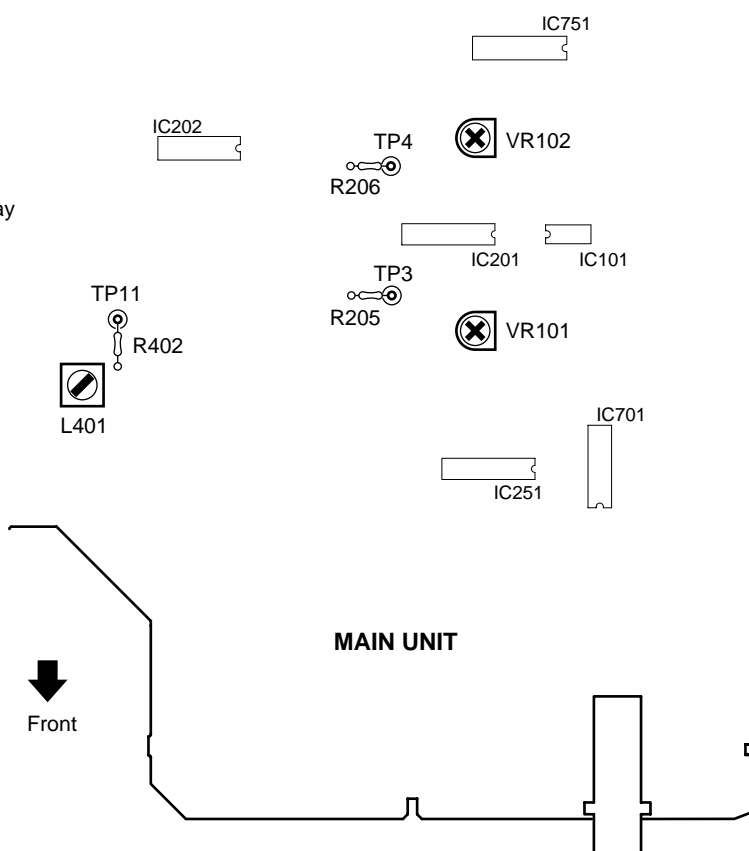 IC751
IC202
TP4
VR102
R206
ay
IC201
IC101
TP3
TP11
R205
VR101
R402
L401
IC701
IC251
MAIN UNIT
Front